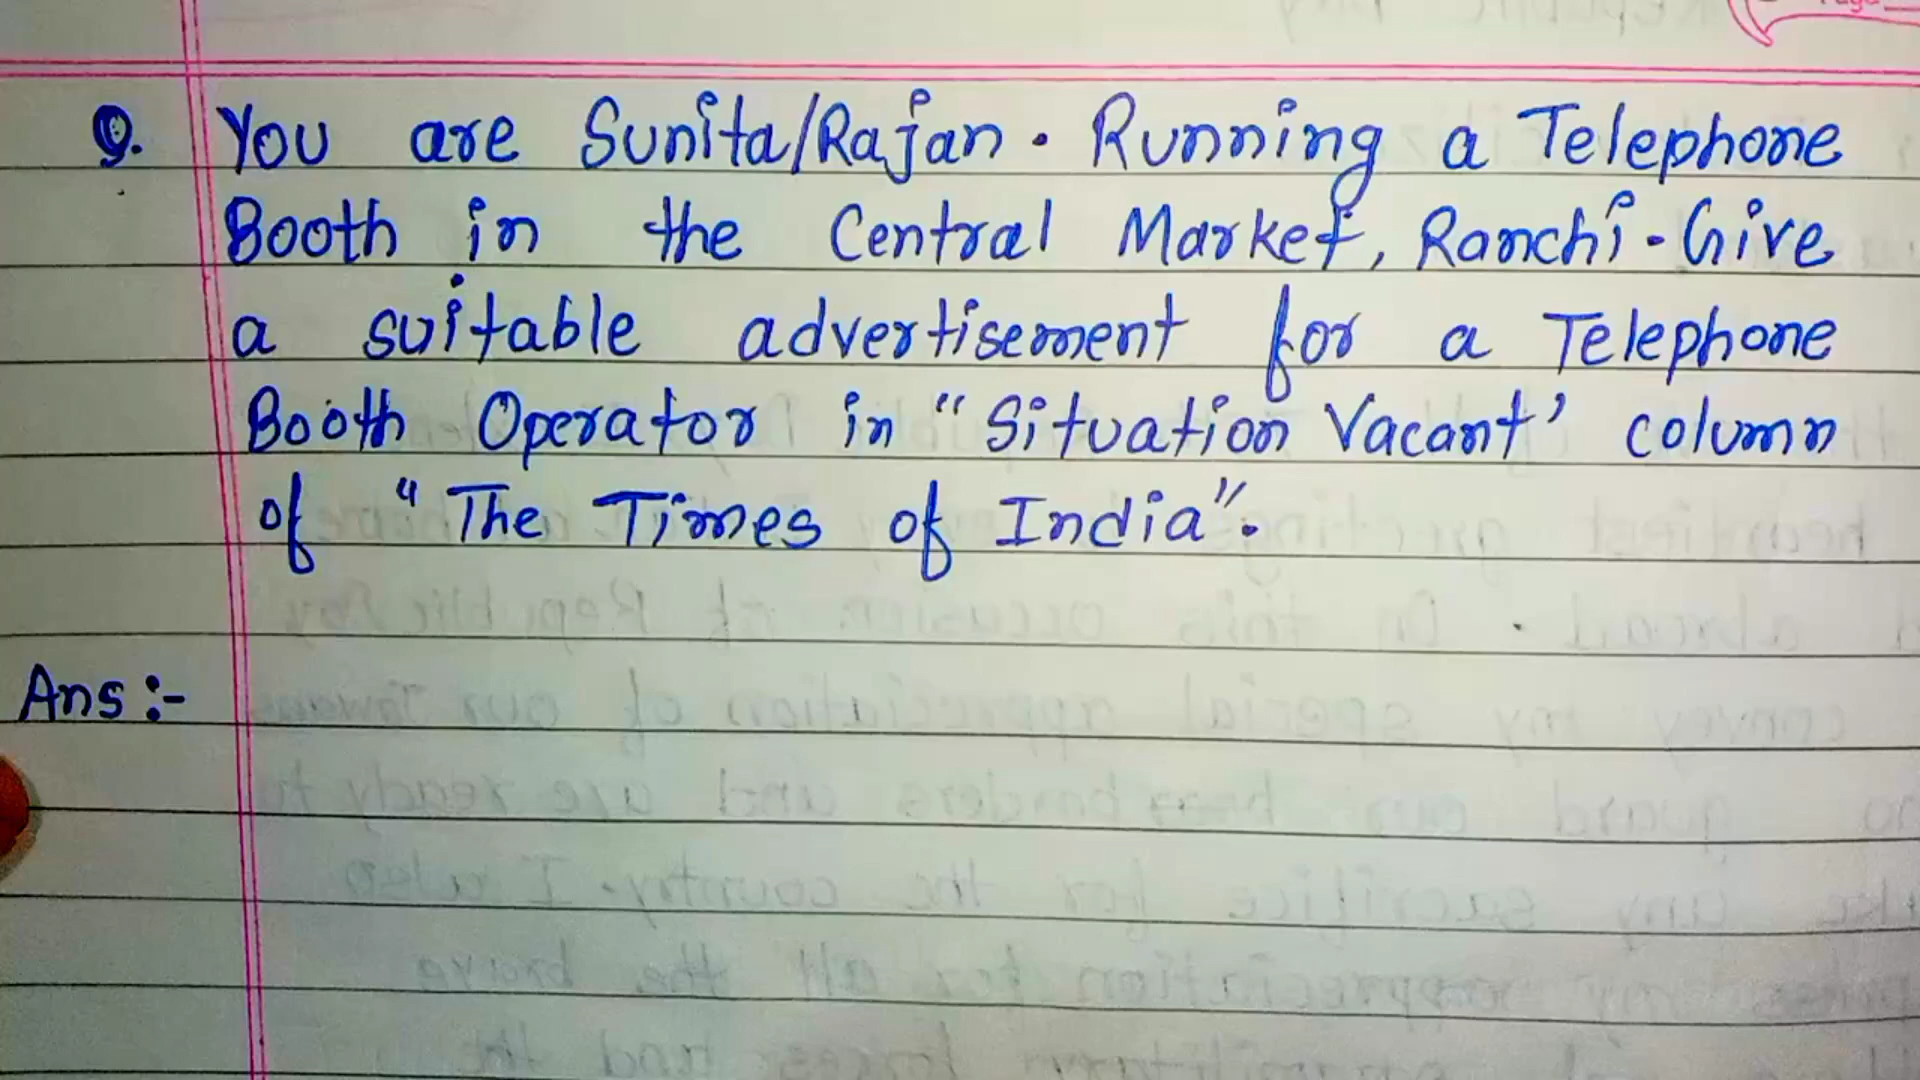 Q. You are Sunita/Rajan. Running a Telephone
Booth in the Central Market, Ranchi. Give
a suitable advertisement for a Telephone
Booth Operator in "Situation Vacant' column
of "The Times of India".
Ans :-